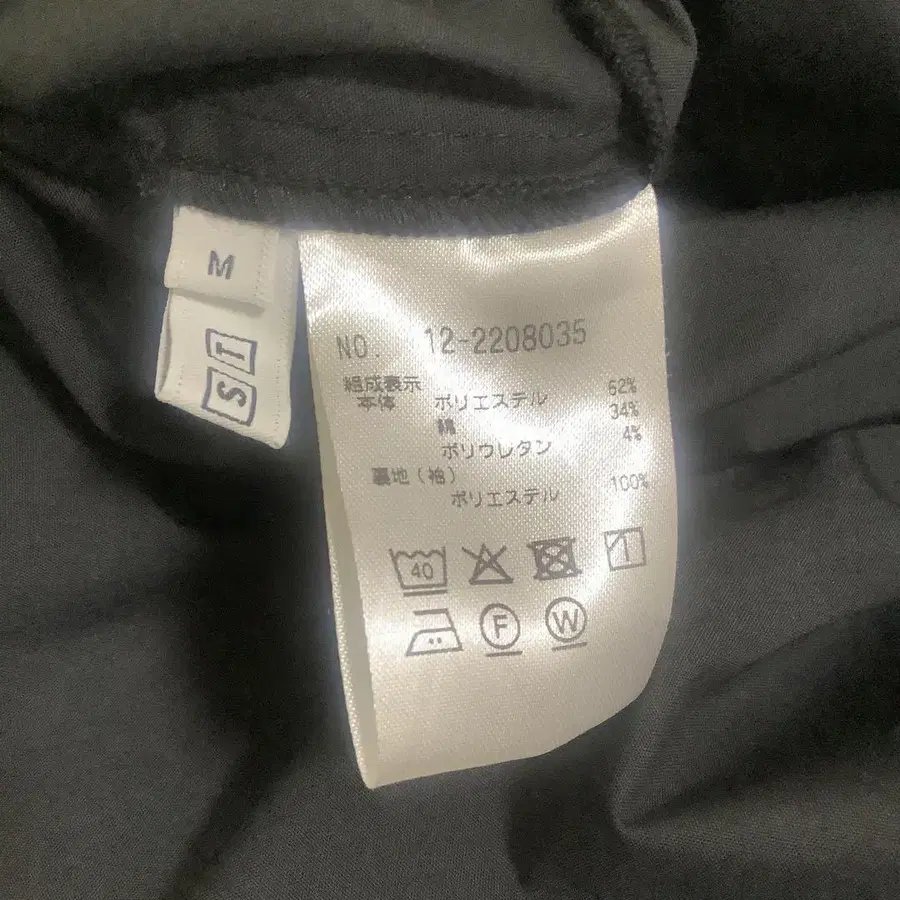 M
ST
NO. 12-2208035
組成表示
本体 ポリエステル 62%
綿 34%
ポリウレタン 4%
裏地(袖)
ポリエステル 100%
40
F W